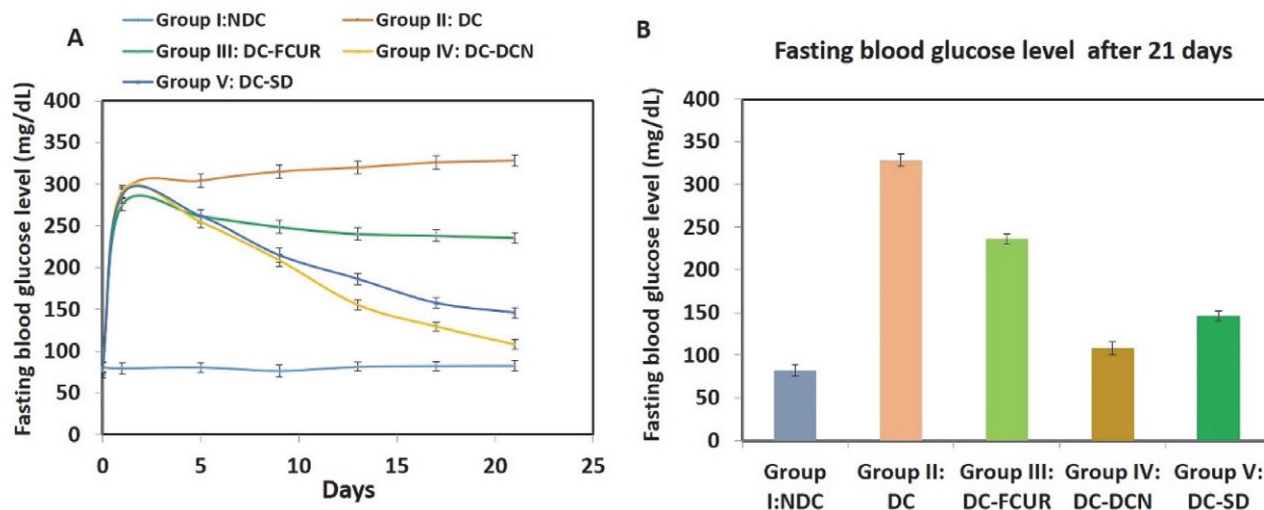 A
Group I:NDC
Group II: DC
Group III: DC-FCUR
Group IV: DC-DCN
Group V: DC-SD
Fasting blood glucose level (mg/dL)
400
350
300
250
200
150
100
50
0
0 5 10 15 20 25
Days
B
Fasting blood glucose level after 21 days
Fasting blood glucose level (mg/dL)
400
350
300
250
200
150
100
50
0
Group Group II: Group III: Group IV: Group V:
I:NDC DC DC-FCUR DC-DCN DC-SD